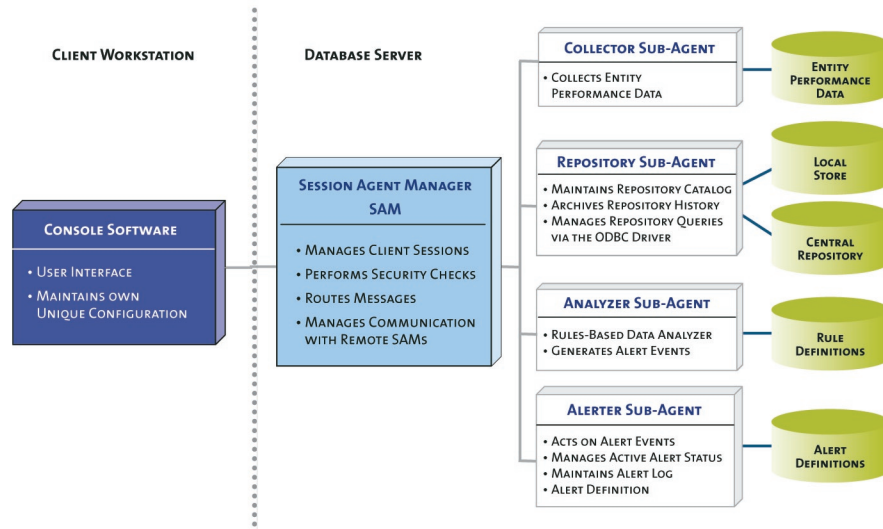 Client Workstation
Database Server
Console Software
• User Interface
• Maintains own
Unique Configuration
Session Agent Manager
SAM
• Manages Client Sessions
• Performs Security Checks
• Routes Messages
• Manages Communication
with Remote SAMs
Collector Sub-Agent
• Collects Entity
Performance Data
Entity
Performance
Data
Repository Sub-Agent
• Maintains Repository Catalog
• Archives Repository History
• Manages Repository Queries
via the ODBC Driver
Local
Store
Central
Repository
Analyzer Sub-Agent
• Rules-Based Data Analyzer
• Generates Alert Events
Rule
Definitions
Alerter Sub-Agent
• Acts on Alert Events
• Manages Active Alert Status
• Maintains Alert Log
• Alert Definition
Alert
Definitions